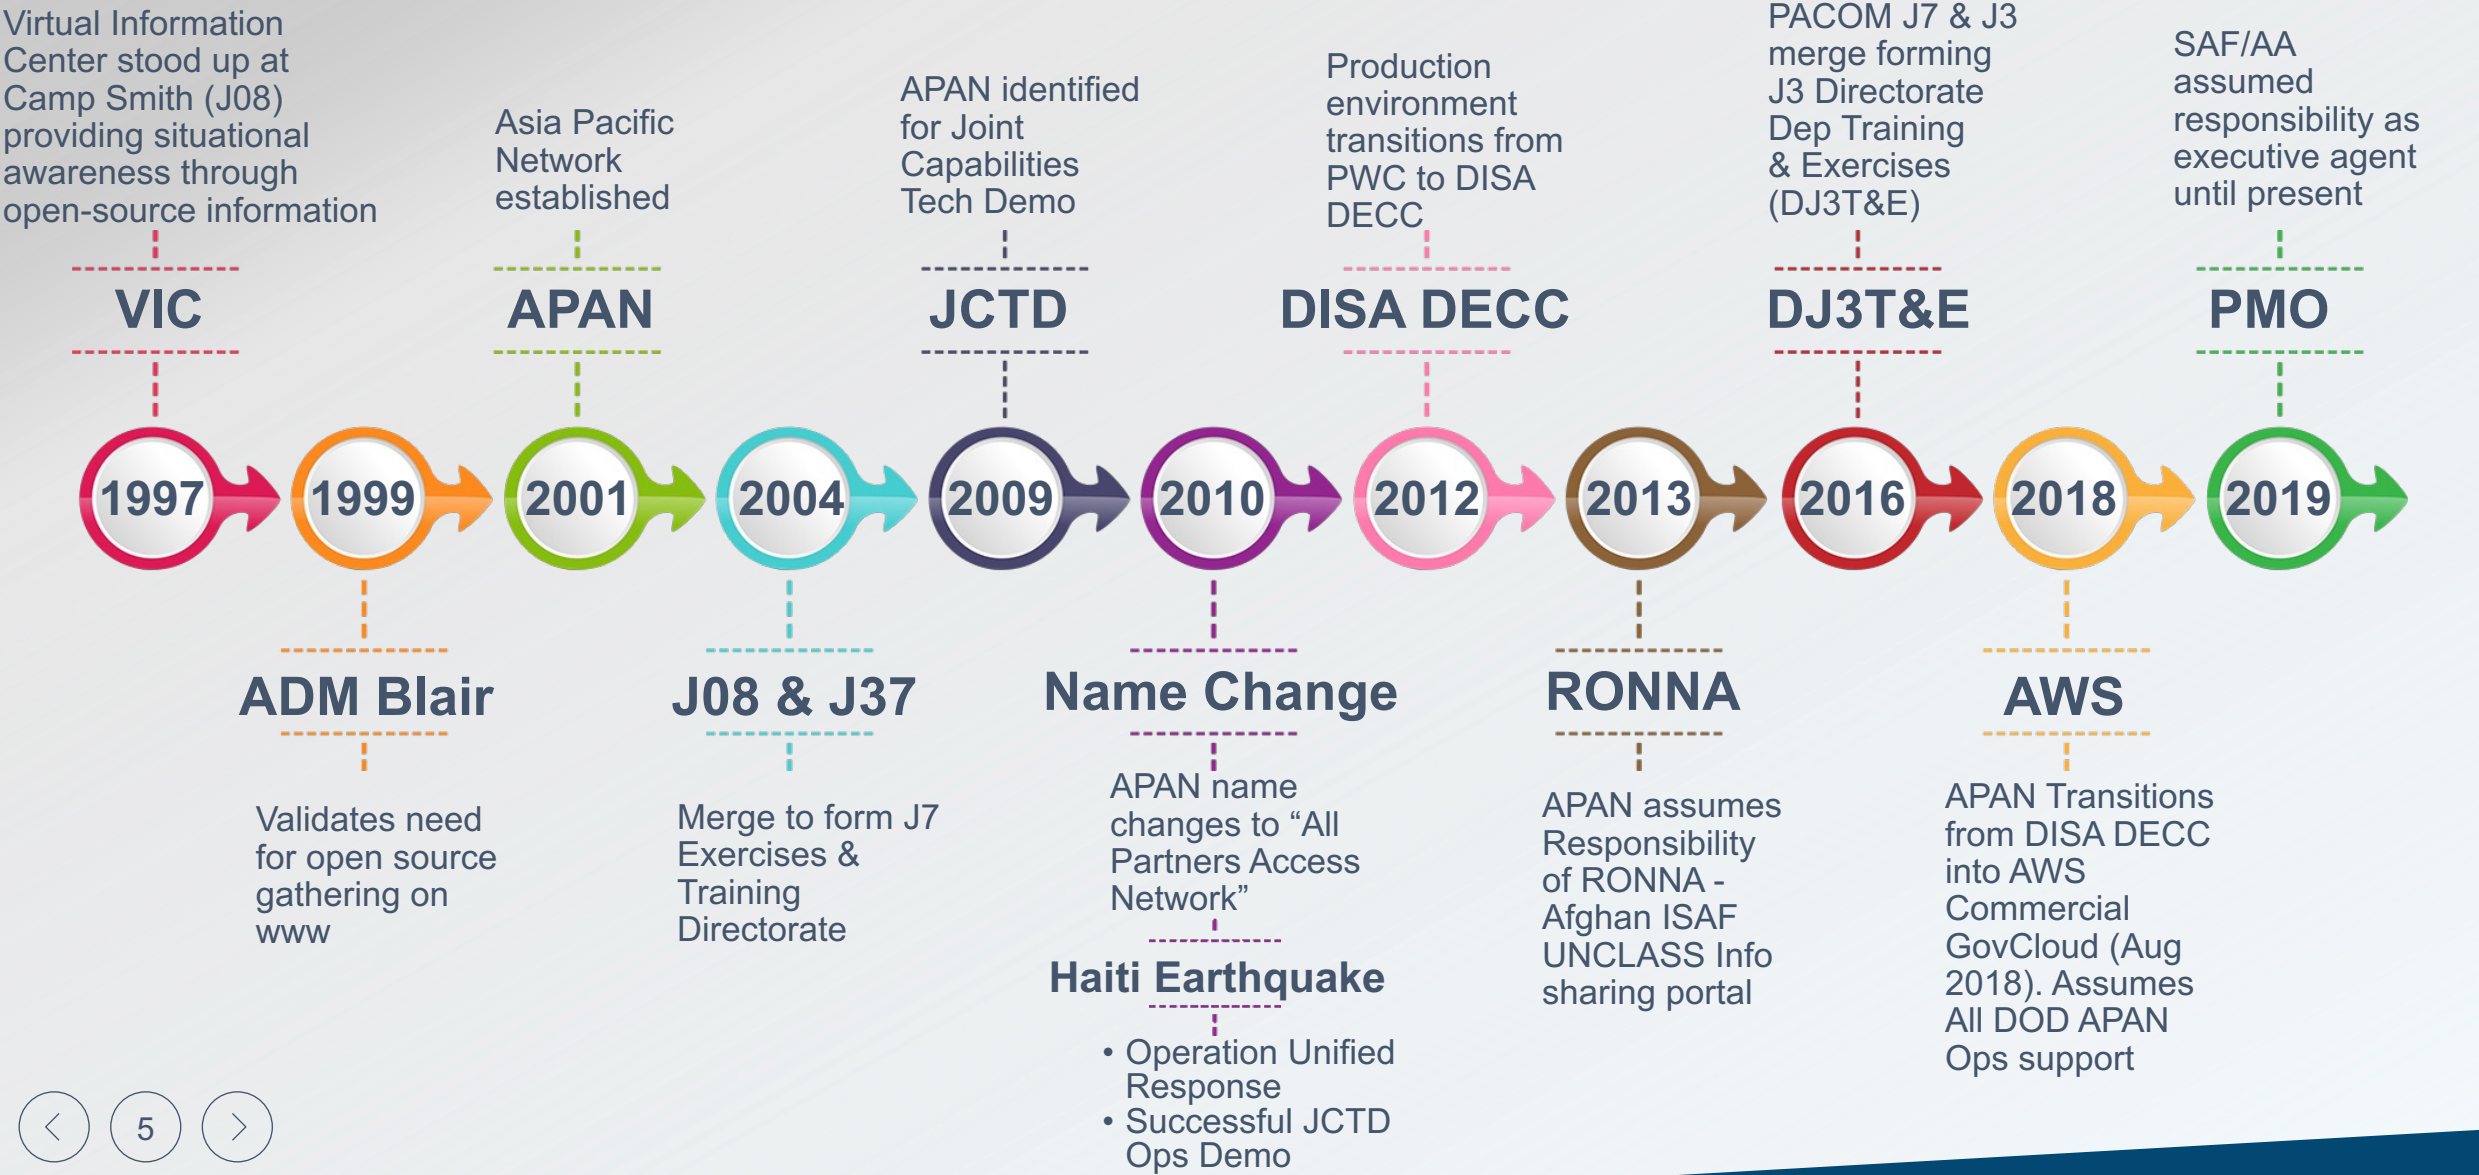 Virtual Information
Center stood up at
Camp Smith (J08)
providing situational
awareness through
open-source information
VIC
1997
1999
ADM Blair
Validates need
for open source
gathering on
www
Asia Pacific
Network
established
APAN
2001
2004
J08 & J37
Merge to form J7
Exercises &
Training
Directorate
APAN identified
for Joint
Capabilities
Tech Demo
JCTD
2009
2010
Name Change
APAN name
changes to “All
Partners Access
Network”
Haiti Earthquake
• Operation Unified
Response
• Successful JCTD
Ops Demo
Production
environment
transitions from
PWC to DISA
DECC
DISA DECC
2012
2013
RONNA
APAN assumes
Responsibility
of RONNA -
Afghan ISAF
UNCLASS Info
sharing portal
PACOM J7 & J3
merge forming
J3 Directorate
Dep Training
& Exercises
(DJ3T&E)
DJ3T&E
2016
2018
AWS
APAN Transitions
from DISA DECC
into AWS
Commercial
GovCloud (Aug
2018). Assumes
All DOD APAN
Ops support
SAF/AA
assumed
responsibility as
executive agent
until present
PMO
2019
5